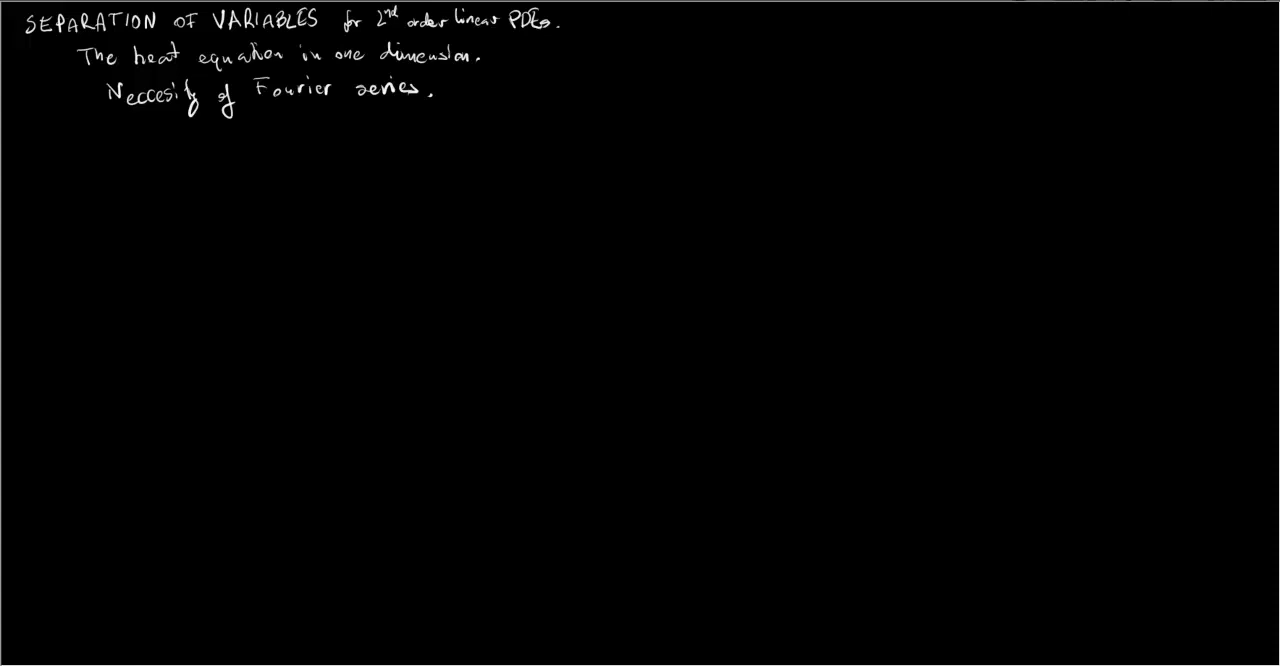 SEPARATION OF VARIABLES for 2nd order linear PDEs.
The heat equation in one dimension.
Neccesity of Fourier series.